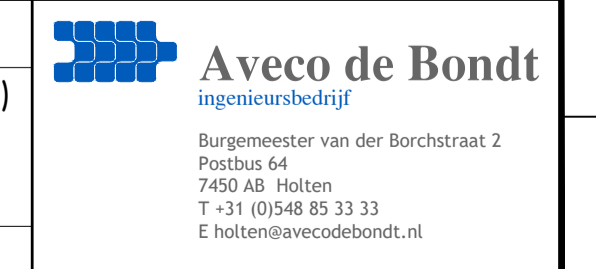 )
Aveco de Bondt
ingenieursbedrijf
Burgemeester van der Borchstraat 2
Postbus 64
7450 AB Holten
T +31 (0)548 85 33 33
E holten@avecodebondt.nl